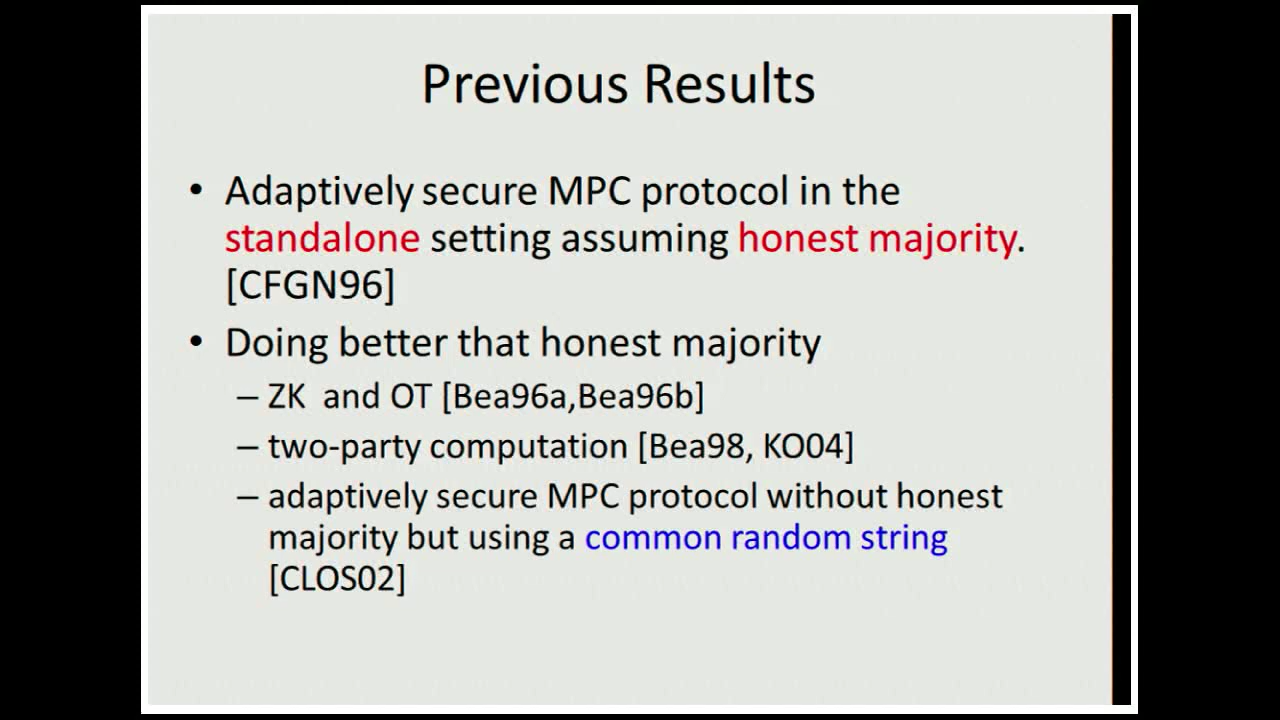 Previous Results
• Adaptively secure MPC protocol in the
standalone setting assuming honest majority.
[CFGN96]
• Doing better that honest majority
– ZK and OT [Bea96a,Bea96b]
– two-party computation [Bea98, KO04]
– adaptively secure MPC protocol without honest
majority but using a common random string
[CLOS02]